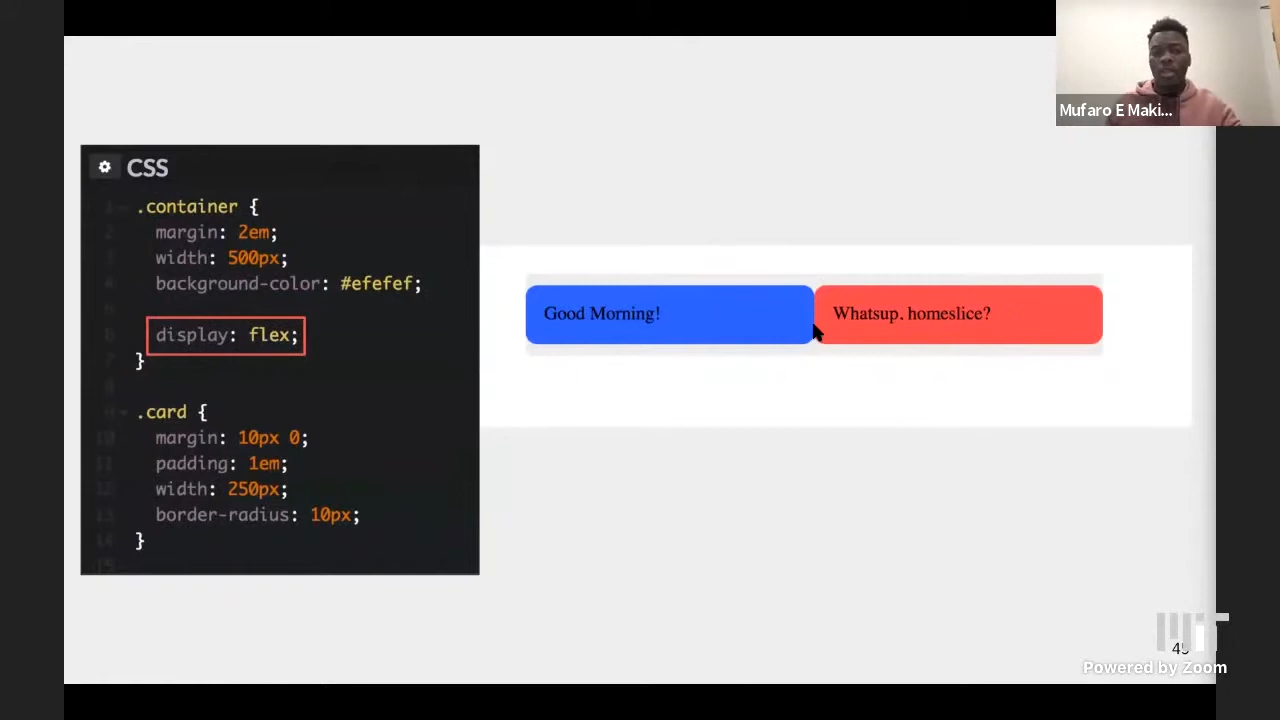 Mufaro E Maki...
CSS
.container {
margin: 2em;
width: 500px;
background-color: #efefef;
display: flex;
}
.card {
margin: 10px 0;
padding: 1em;
width: 250px;
border-radius: 10px;
}
Good Morning!
Whatsup, homeslice?
MIT
Powered by Zoom